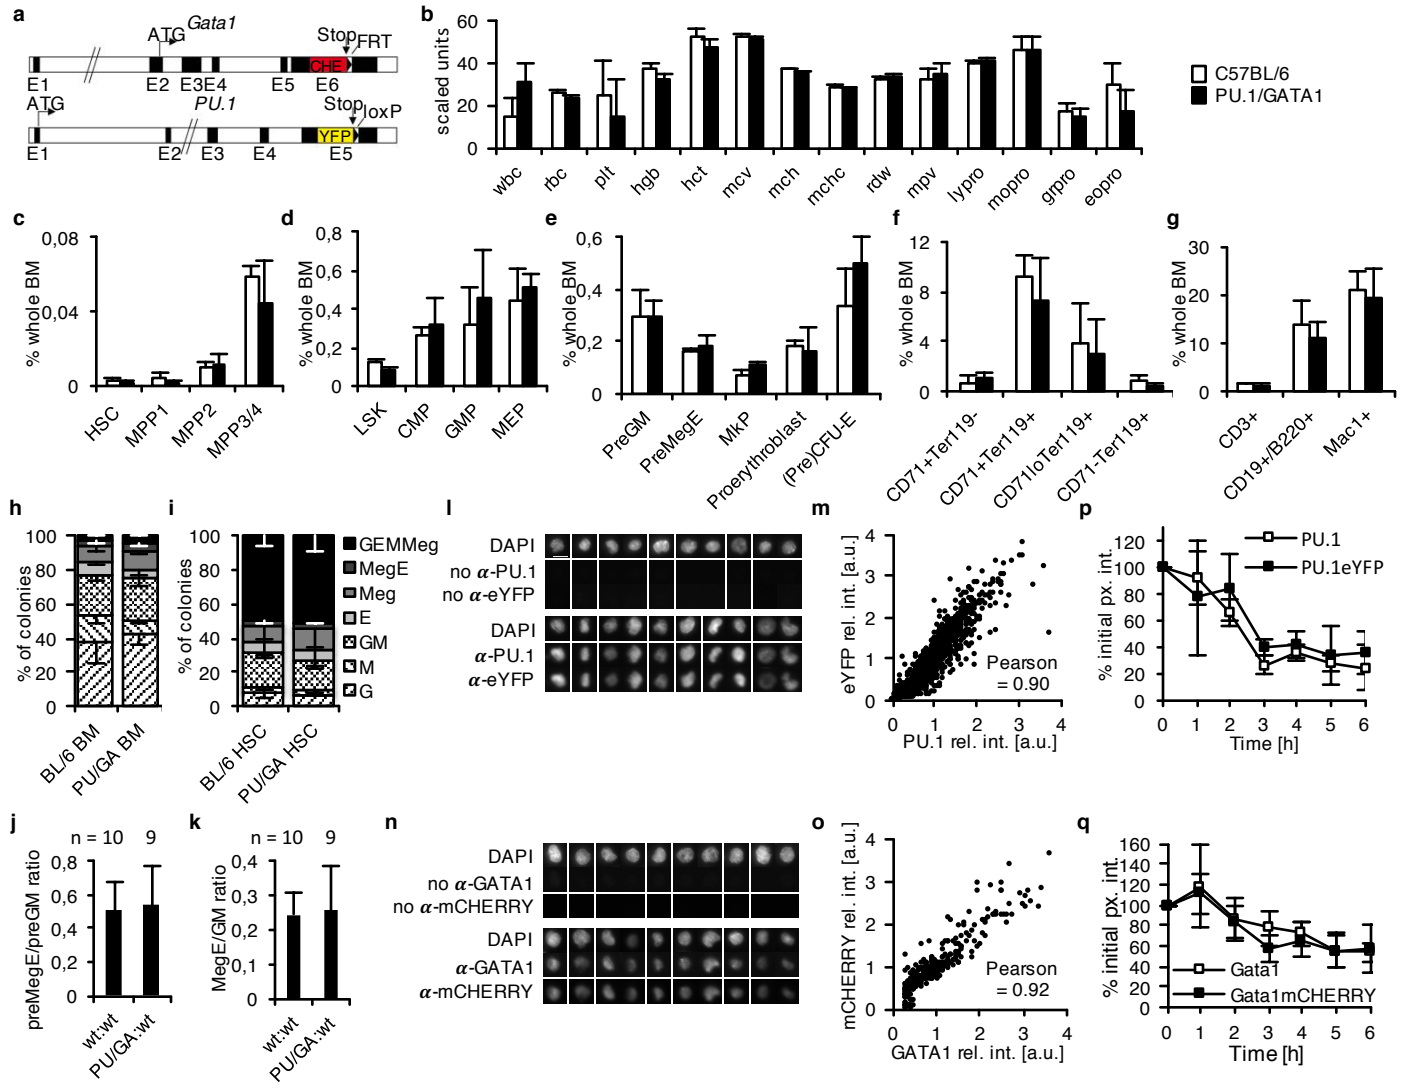 a
Gata1
ATG
Stop
FRT
CHE
E1 E2 E3E4 E5 E6
ATG
PU.1
Stop
loxP
YFP
E1 E2 E3 E4 E5
b
scaled units
60
40
20
0
C57BL/6
PU.1/GATA1
wbc rbc plt hgb hct mcv mch mchc rdw mpv lypro mopro grpro eopro
c
% whole BM
0,08
0,04
0
HSC MPP1 MPP2 MPP3/4
d
% whole BM
0,8
0,6
0,4
0,2
0
LSK CMP GMP MEP
e
% whole BM
0,6
0,4
0,2
0
PreGM PreMegE MkP Proerythroblast (Pre)CFU-E
f
% whole BM
12
8
4
0
CD71+Ter119- CD71+Ter119+ CD71loTer119+ CD71-Ter119+
g
% whole BM
30
20
10
0
CD3+ CD19+/B220+ Mac1+
h
% of colonies
100
80
60
40
20
0
BL/6 BM PU/GA BM
i
% of colonies
100
80
60
40
20
0
BL/6 HSC PU/GA HSC
GEMMeg
MegE
Meg
E
GM
M
G
l
DAPI
no α-PU.1
no α-eYFP
DAPI
α-PU.1
α-eYFP
m
eYFP rel. int. [a.u.]
4
3
2
1
0
Pearson
= 0.90
0 1 2 3 4
PU.1 rel. int. [a.u.]
p
% initial px. int.
120
100
80
60
40
20
0
PU.1
PU.1eYFP
0 1 2 3 4 5 6
Time [h]
j
n = 10 9
preMegE/preGM ratio
0,8
0,6
0,4
0,2
0
wt:wt PU/GA:wt
k
n = 10 9
MegE/GM ratio
0,4
0,3
0,2
0,1
0
wt:wt PU/GA:wt
n
DAPI
no α-GATA1
no α-mCHERRY
DAPI
α-GATA1
α-mCHERRY
o
mCHERRY rel. int. [a.u.]
4
3
2
1
0
Pearson
= 0.92
0 1 2 3 4
GATA1 rel. int. [a.u.]
q
% initial px. int.
160
140
120
100
80
60
40
20
0
Gata1
Gata1mCHERRY
0 1 2 3 4 5 6
Time [h]